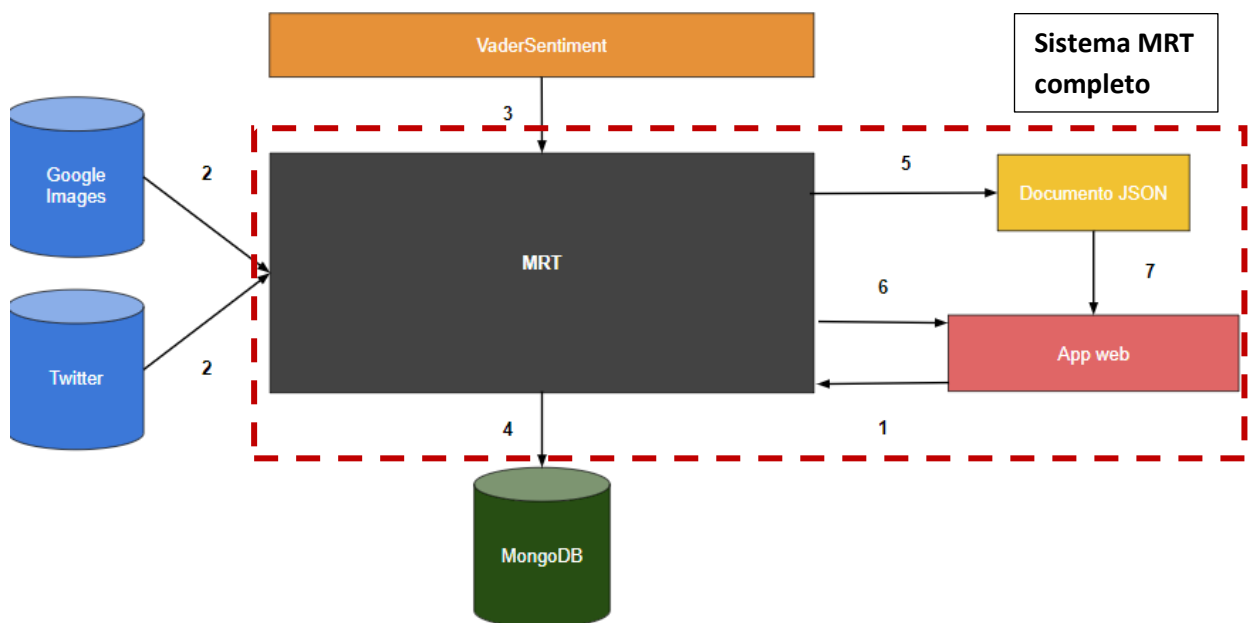 VaderSentiment
Sistema MRT
completo
3
Google
Images
2
5
Documento JSON
MRT
7
6
Twitter
2
App web
4
1
MongoDB